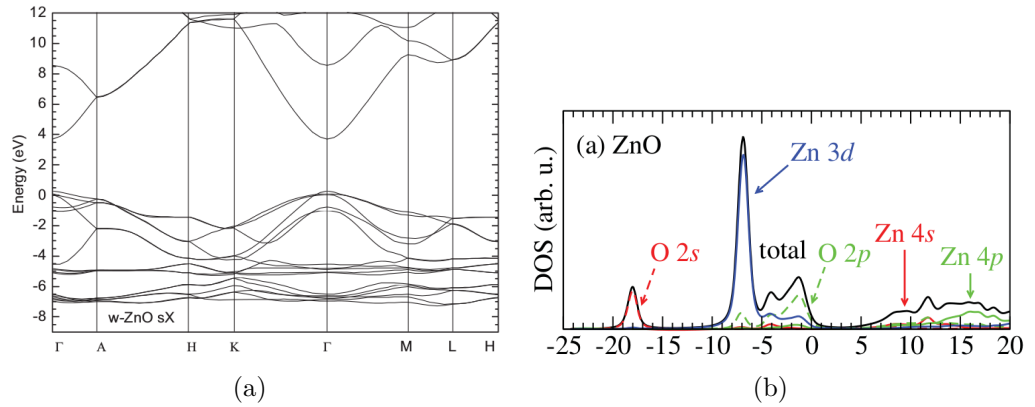 12
10
8
6
4
2
0
-2
-4
-6
-8
Energy (eV)
w-ZnO sX
Γ A H K Γ M L H
(a)
(a) ZnO
Zn 3d
O 2s
total
O 2p
Zn 4s
Zn 4p
DOS (arb. u.)
-25 -20 -15 -10 -5 0 5 10 15 20
(b)